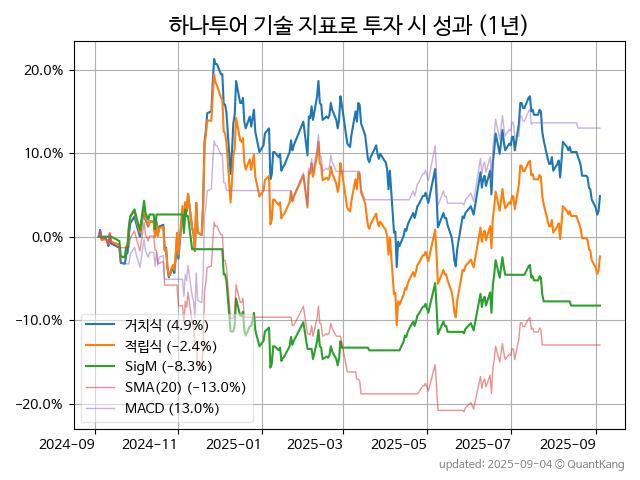 하나투어 기술 지표로 투자 시 성과 (1년)
20.0%
10.0%
0.0%
−10.0%
−20.0%
거치식 (4.9%)
적립식 (−2.4%)
SigM (−8.3%)
SMA(20) (−13.0%)
MACD (13.0%)
2024-09 2024-11 2025-01 2025-03 2025-05 2025-07 2025-09
updated: 2025-09-04 © QuantKang